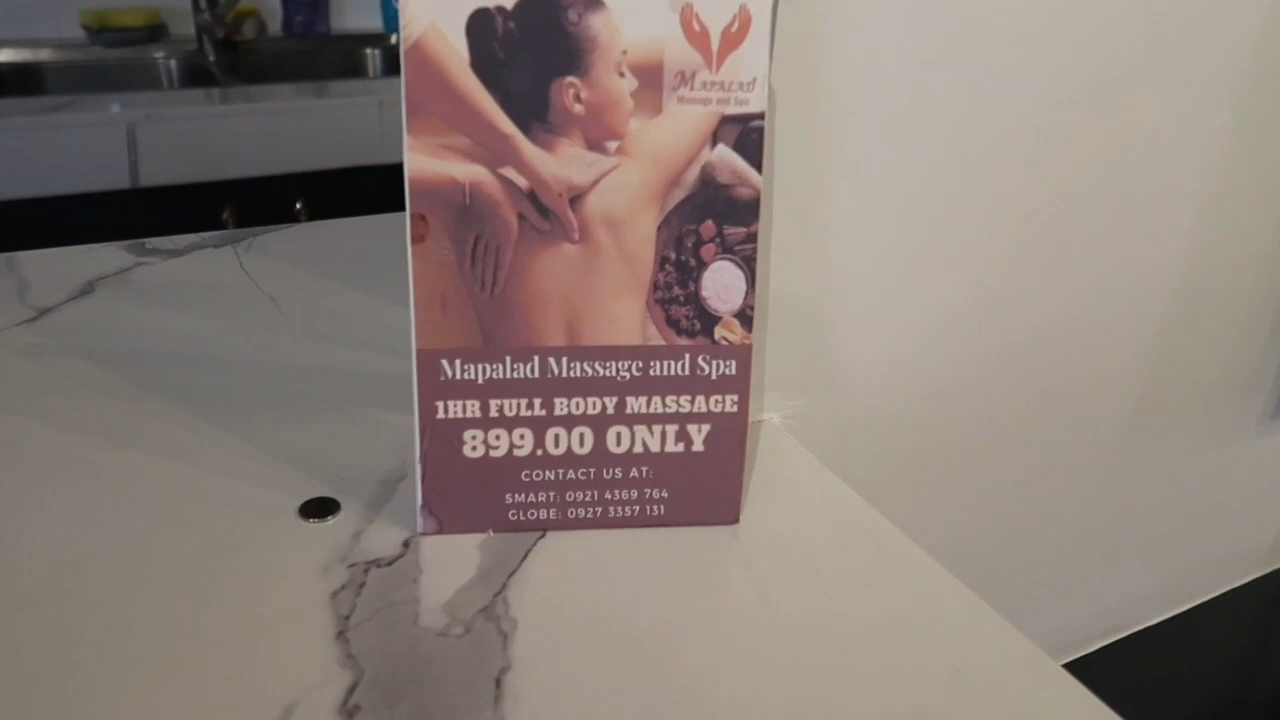 MAPALAD
Massage and Spa
Mapalad Massage and Spa
1HR FULL BODY MASSAGE
899.00 ONLY
CONTACT US AT:
SMART: 0921 4369 764
GLOBE: 0927 3357 131